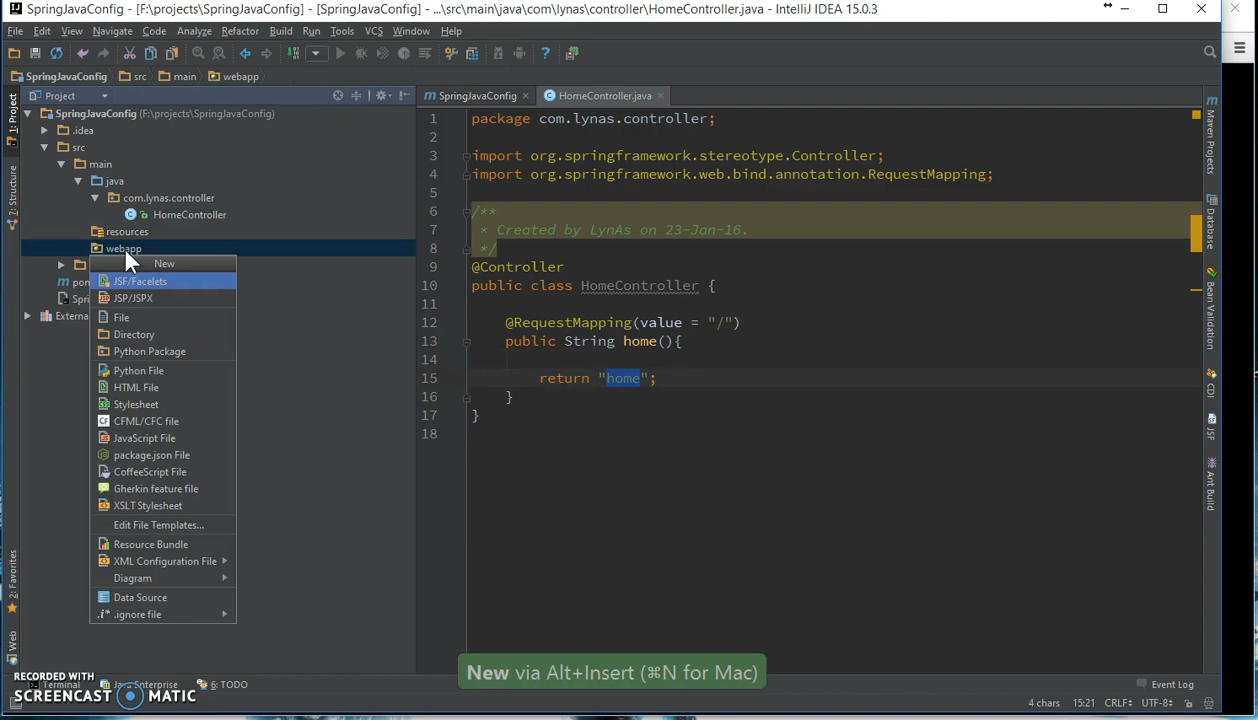 SpringJavaConfig - [F:\projects\SpringJavaConfig] - [SpringJavaConfig] - ...\src\main\java\com\lynas\controller\HomeController.java - IntelliJ IDEA 15.0.3
File Edit View Navigate Code Analyze Refactor Build Run Tools VCS Window Help
SpringJavaConfig src main webapp
Project
SpringJavaConfig HomeController.java
1: Project
7: Structure
2: Favorites
Web
SpringJavaConfig (F:\projects\SpringJavaConfig)
.idea
src
main
java
com.lynas.controller
HomeController
resources
webapp
pon
Spri
Externa
New
JSF/Facelets
JSP/JSPX
File
Directory
Python Package
Python File
HTML File
Stylesheet
CFML/CFC file
JavaScript File
package.json File
CoffeeScript File
Gherkin feature file
XSLT Stylesheet
Edit File Templates...
Resource Bundle
XML Configuration File
Diagram
Data Source
.ignore file
1 package com.lynas.controller;
2
3 import org.springframework.stereotype.Controller;
4 import org.springframework.web.bind.annotation.RequestMapping;
5
6 /**
7 * Created by LynAs on 23-Jan-16.
8 */
9 @Controller
10 public class HomeController {
11
12 @RequestMapping(value = "/")
13 public String home(){
14
15 return "home";
16 }
17 }
18
Maven Projects
Database
Bean Validation
CDI
JSF
Ant Build
New via Alt+Insert (⌘N for Mac)
RECORDED WITH
SCREENCAST MATIC
Terminal Java Enterprise 6: TODO Event Log
4 chars 15:21 CRLF UTF-8